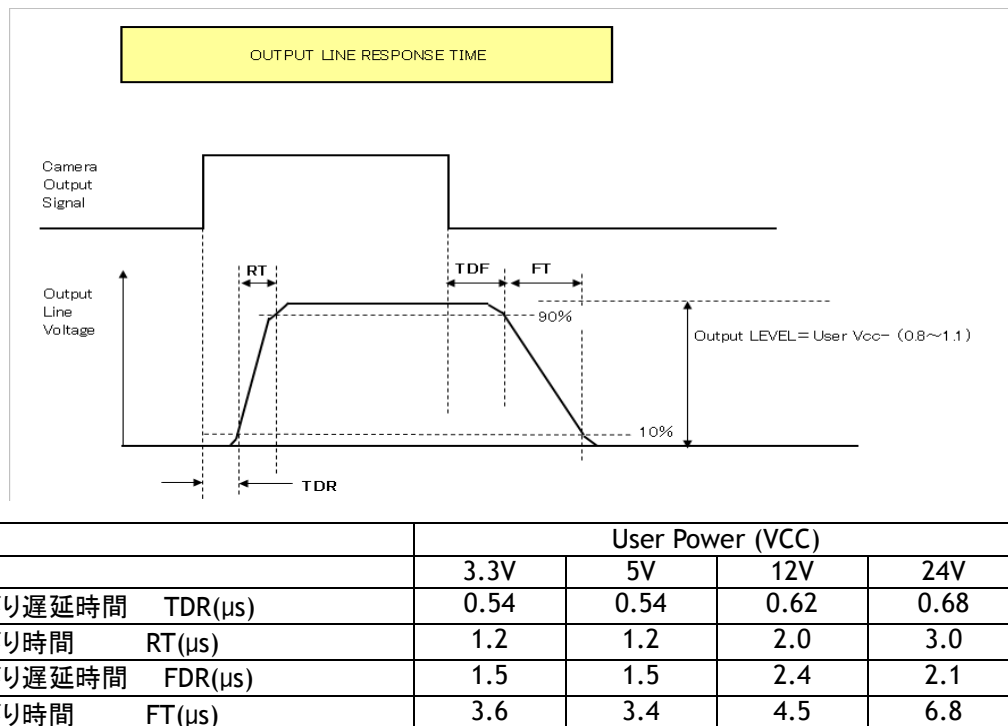 OUTPUT LINE RESPONSE TIME
Camera
Output
Signal
RT
TDF
FT
Output
Line
Voltage
90%
Output LEVEL=User Vcc-（0.8～1.1）
10%
TDR
User Power (VCC)
3.3V 5V 12V 24V
り遅延時間 TDR(µs) 0.54 0.54 0.62 0.68
り時間 RT(µs) 1.2 1.2 2.0 3.0
り遅延時間 FDR(µs) 1.5 1.5 2.4 2.1
り時間 FT(µs) 3.6 3.4 4.5 6.8